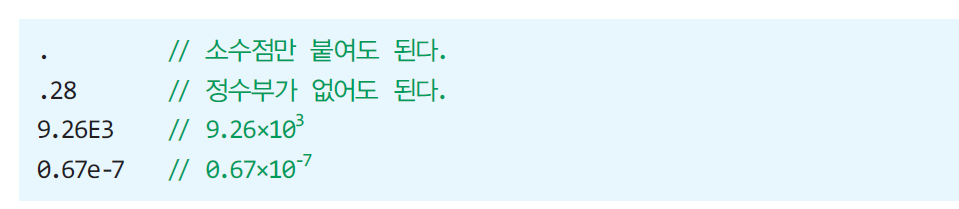 . // 소수점만 붙여도 된다.
.28 // 정수부가 없어도 된다.
9.26E3 // 9.26×10³
0.67e-7 // 0.67×10⁻⁷